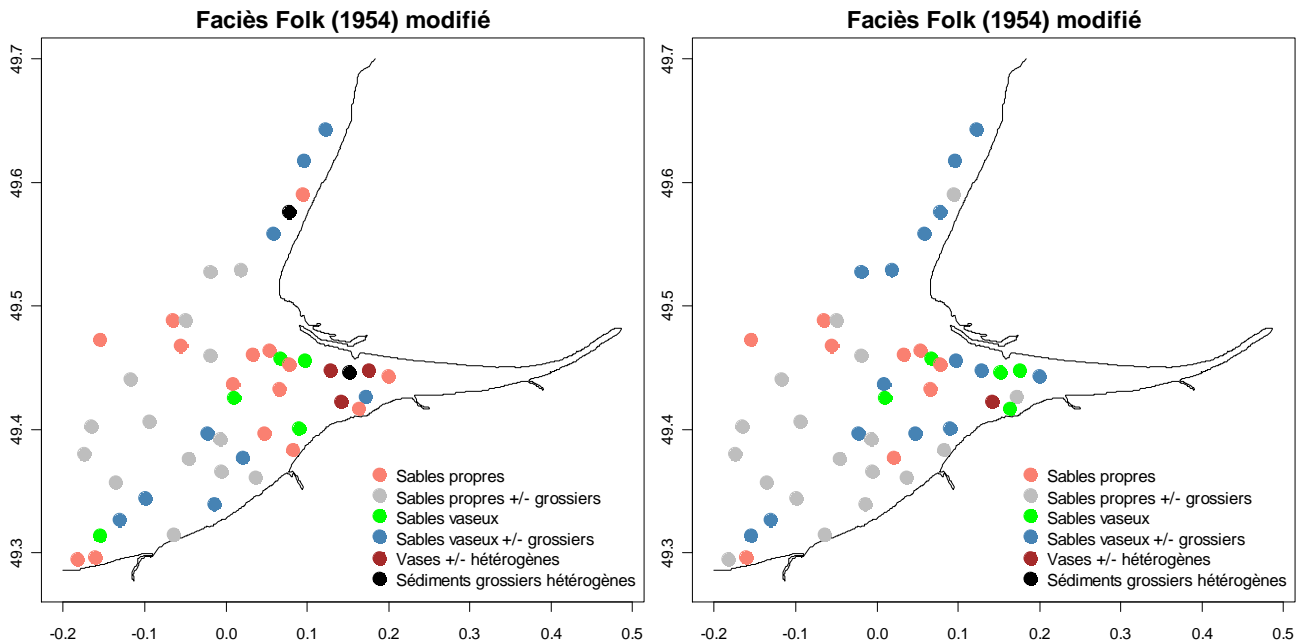 Faciès Folk (1954) modifié
49.7
49.6
49.5
49.4
49.3
-0.2 -0.1 0.0 0.1 0.2 0.3 0.4 0.5
Sables propres
Sables propres +/- grossiers
Sables vaseux
Sables vaseux +/- grossiers
Vases +/- hétérogènes
Sédiments grossiers hétérogènes
Faciès Folk (1954) modifié
49.7
49.6
49.5
49.4
49.3
-0.2 -0.1 0.0 0.1 0.2 0.3 0.4 0.5
Sables propres
Sables propres +/- grossiers
Sables vaseux
Sables vaseux +/- grossiers
Vases +/- hétérogènes
Sédiments grossiers hétérogènes